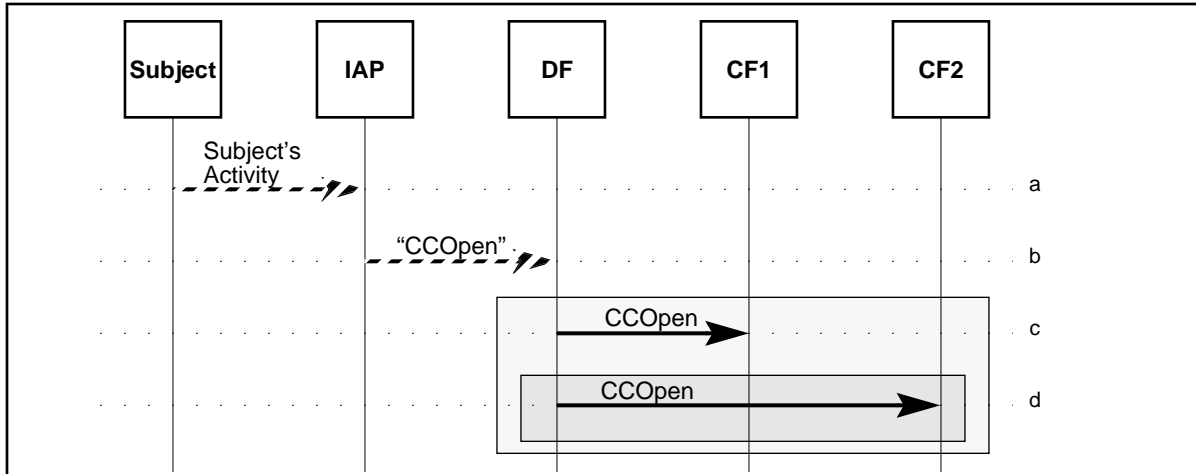 Subject IAP DF CF1 CF2
Subject's
Activity
a
“CCOpen”
b
CCOpen
c
CCOpen
d